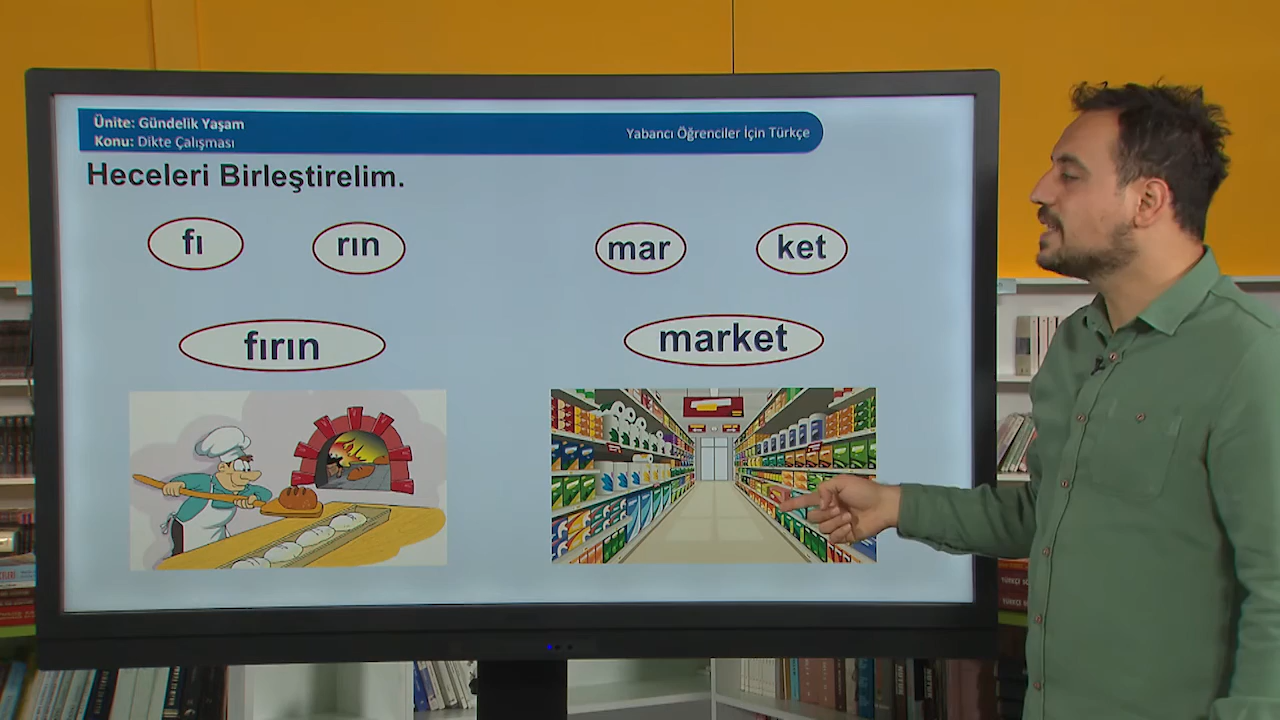 Ünite: Gündelik Yaşam
Konu: Dikte Çalışması
Yabancı Öğrenciler İçin Türkçe
Heceleri Birleştirelim.
fı
rın
mar
ket
fırın
market